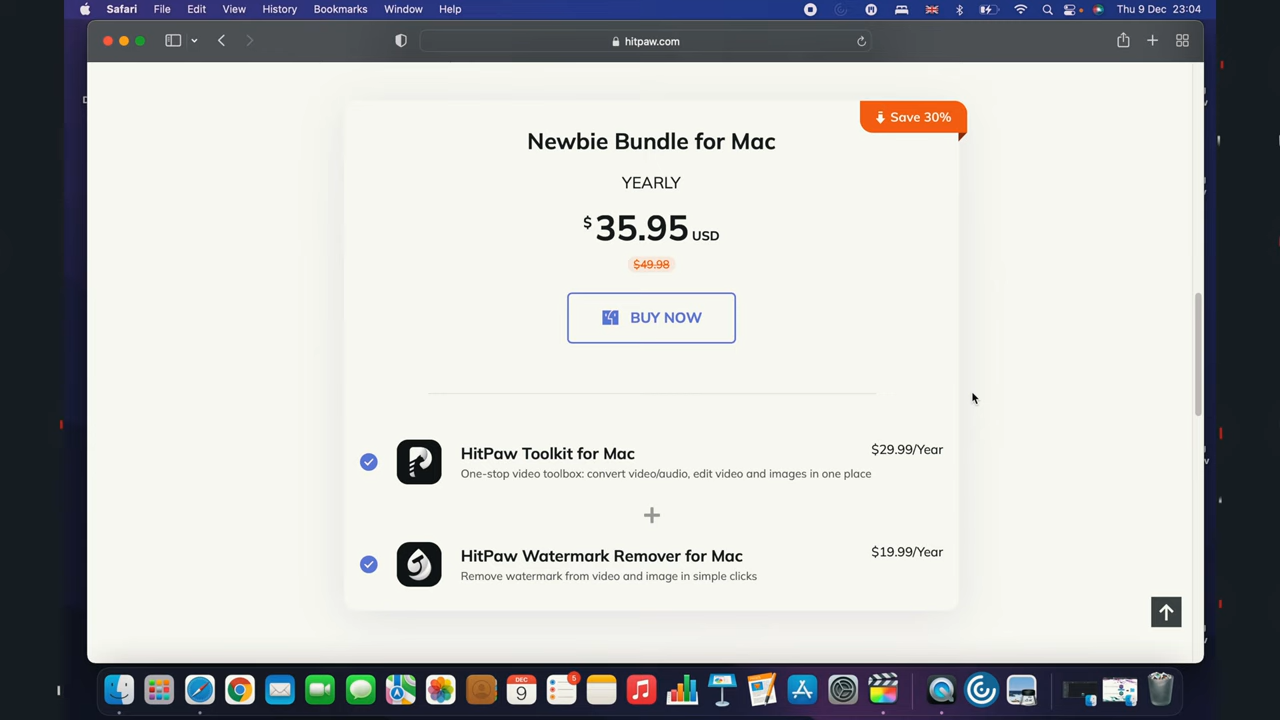 Safari File Edit View History Bookmarks Window Help Thu 9 Dec 23:04
hitpaw.com
Save 30%
Newbie Bundle for Mac
YEARLY
$35.95 USD
$49.98
BUY NOW
HitPaw Toolkit for Mac $29.99/Year
One-stop video toolbox: convert video/audio, edit video and images in one place
+
HitPaw Watermark Remover for Mac $19.99/Year
Remove watermark from video and image in simple clicks
DEC
9
5